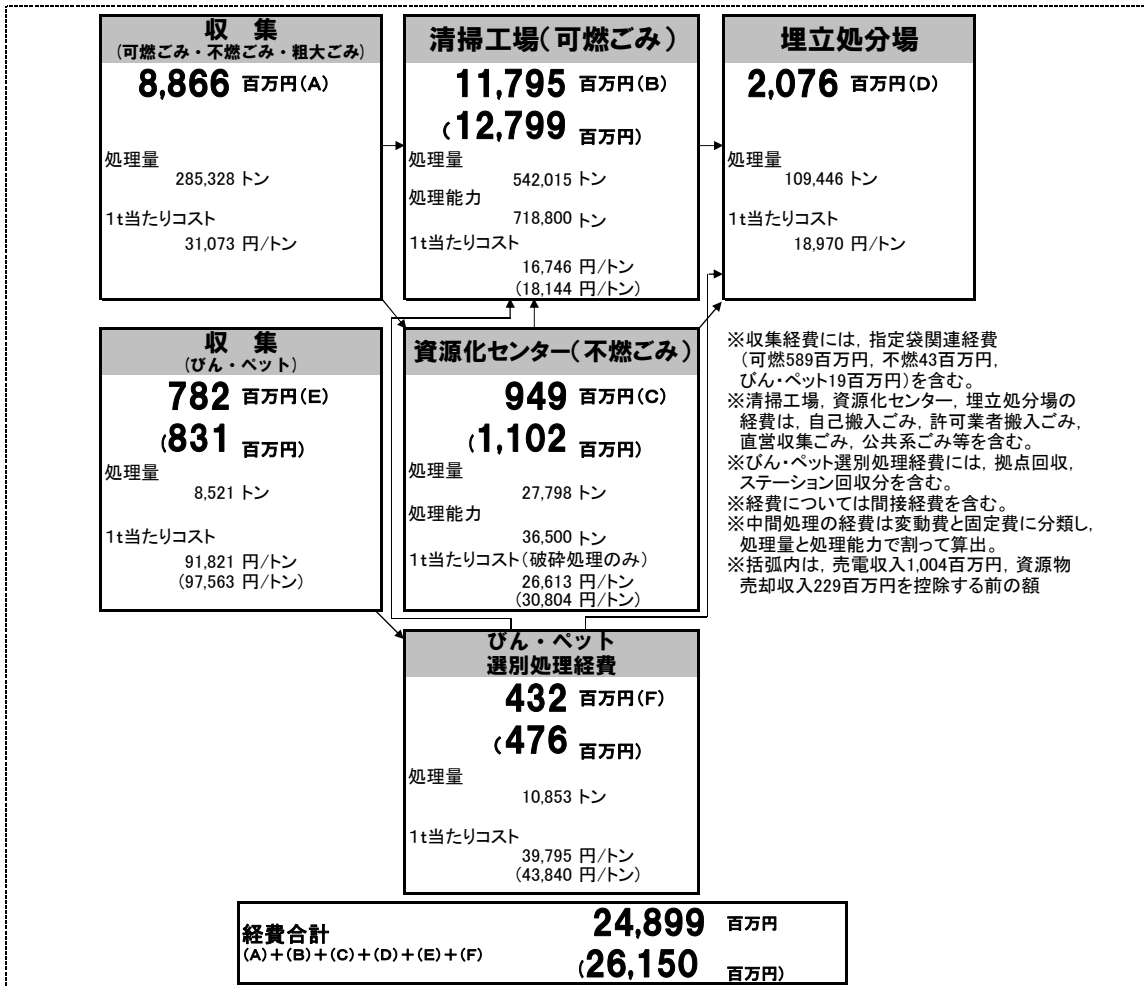 収　集
(可燃ごみ・不燃ごみ・粗大ごみ)
8,866 百万円(A)
処理量
285,328 トン
1t当たりコスト
31,073 円/トン
清掃工場(可燃ごみ)
11,795 百万円(B)
(12,799 百万円)
処理量
542,015 トン
処理能力
718,800 トン
1t当たりコスト
16,746 円/トン
(18,144 円/トン)
埋立処分場
2,076 百万円(D)
処理量
109,446 トン
1t当たりコスト
18,970 円/トン
収　集
(びん・ペット)
782 百万円(E)
(831 百万円)
処理量
8,521 トン
1t当たりコスト
91,821 円/トン
(97,563 円/トン)
資源化センター(不燃ごみ)
949 百万円(C)
(1,102 百万円)
処理量
27,798 トン
処理能力
36,500 トン
1t当たりコスト(破砕処理のみ)
26,613 円/トン
(30,804 円/トン)
※収集経費には，指定袋関連経費
(可燃589百万円，不燃43百万円，
びん・ペット19百万円)を含む。
※清掃工場，資源化センター，埋立処分場の
経費は，自己搬入ごみ，許可業者搬入ごみ，
直営収集ごみ，公共系ごみ等を含む。
※びん・ペット選別処理経費には，拠点回収，
ステーション回収分を含む。
※経費については間接経費を含む。
※中間処理の経費は変動費と固定費に分類し，
処理量と処理能力で割って算出。
※括弧内は，売電収入1,004百万円，資源物
売却収入229百万円を控除する前の額
びん・ペット
選別処理経費
432 百万円(F)
(476 百万円)
処理量
10,853 トン
1t当たりコスト
39,795 円/トン
(43,840 円/トン)
経費合計
(A)+(B)+(C)+(D)+(E)+(F)
24,899 百万円
(26,150 百万円)